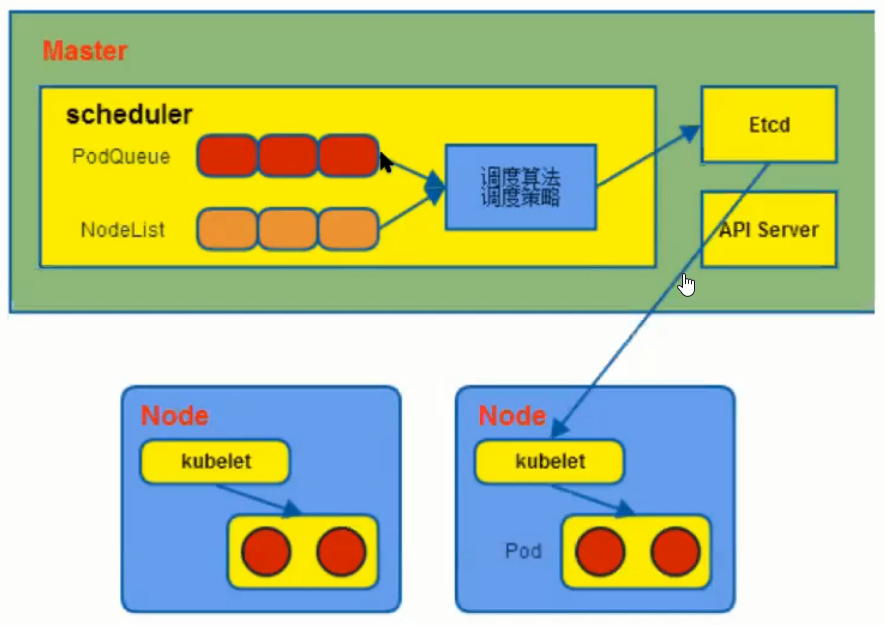 Master
scheduler
PodQueue
NodeList
调度算法
调度策略
Etcd
API Server
Node
kubelet
Node
kubelet
Pod